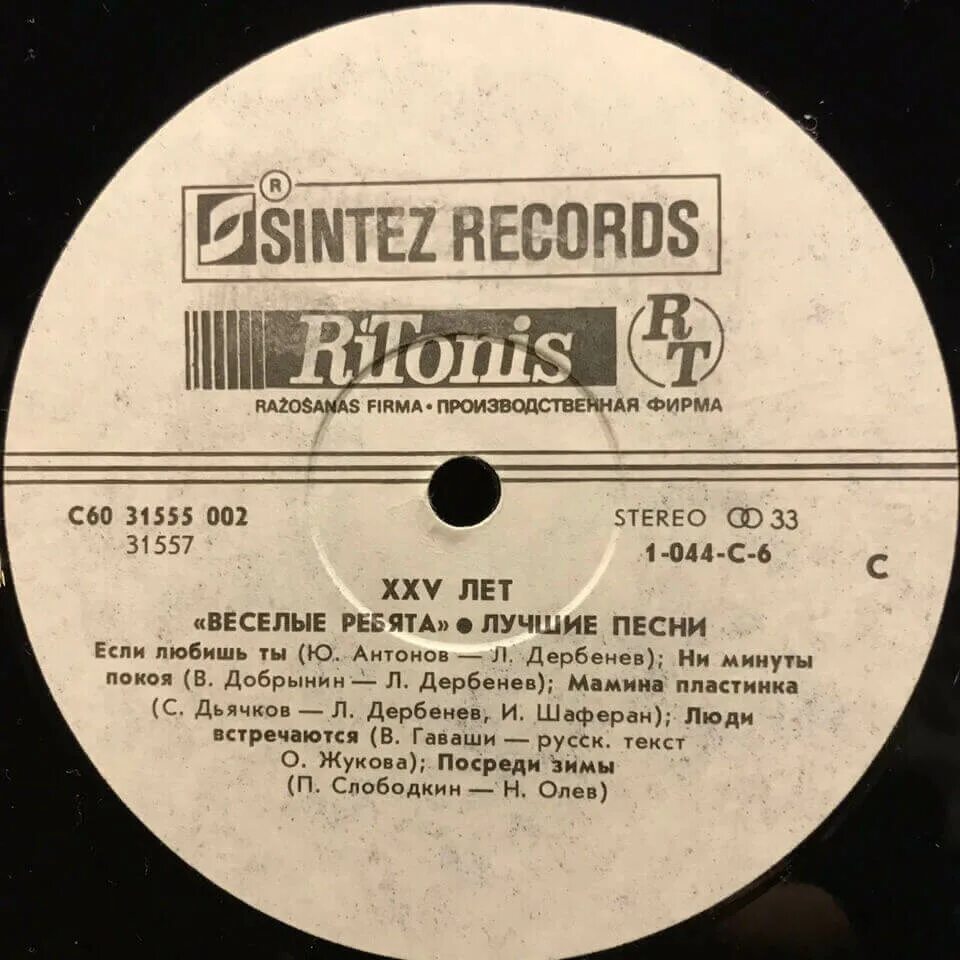 ®
SINTEZ RECORDS
RiTonis RT
RAŽOŠANAS FIRMA • ПРОИЗВОДСТВЕННАЯ ФИРМА
С60 31555 002
31557
STEREO 33
1-044-C-6
C
XXV ЛЕТ
«ВЕСЕЛЫЕ РЕБЯТА» ● ЛУЧШИЕ ПЕСНИ
Если любишь ты (Ю. Антонов — Л. Дербенев); Ни минуты
покоя (В. Добрынин — Л. Дербенев); Мамина пластинка
(С. Дьячков — Л. Дербенев, И. Шаферан); Люди
встречаются (В. Гаваши — русск. текст
О. Жукова); Посреди зимы
(П. Слободкин — Н. Олев)